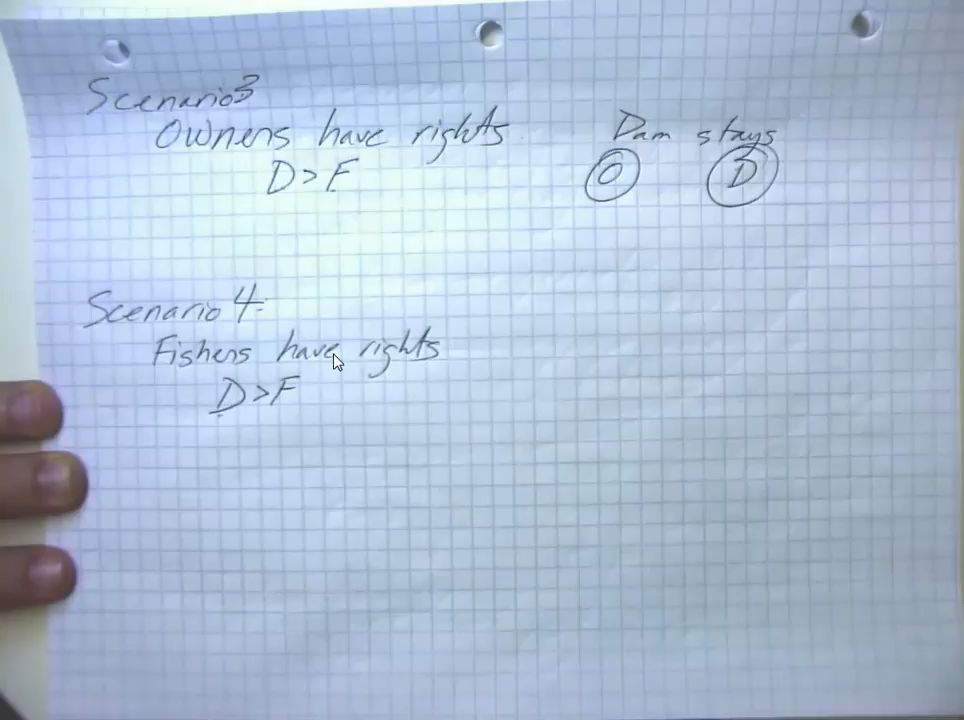 Scenario 3
Owners have rights
Dam stays
D > F
O
D
Scenario 4:
Fishers have rights
D > F